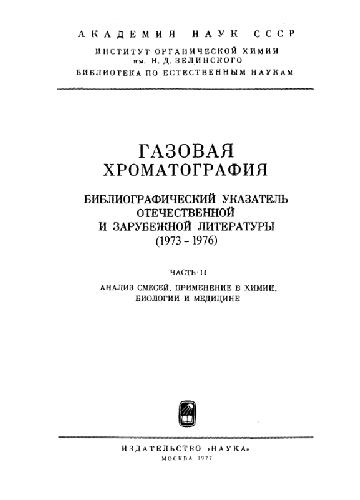 АКАДЕМИЯ НАУК СССР
ИНСТИТУТ ОРГАНИЧЕСКОЙ ХИМИИ
им. Н. Д. ЗЕЛИНСКОГО
БИБЛИОТЕКА ПО ЕСТЕСТВЕННЫМ НАУКАМ
ГАЗОВАЯ
ХРОМАТОГРАФИЯ
БИБЛИОГРАФИЧЕСКИЙ УКАЗАТЕЛЬ
ОТЕЧЕСТВЕННОЙ
И ЗАРУБЕЖНОЙ ЛИТЕРАТУРЫ
(1973 – 1976)
ЧАСТЬ II
АНАЛИЗ СМЕСЕЙ, ПРИМЕНЕНИЕ В ХИМИИ,
БИОЛОГИИ И МЕДИЦИНЕ
ИЗДАТЕЛЬСТВО «НАУКА»
МОСКВА 1977